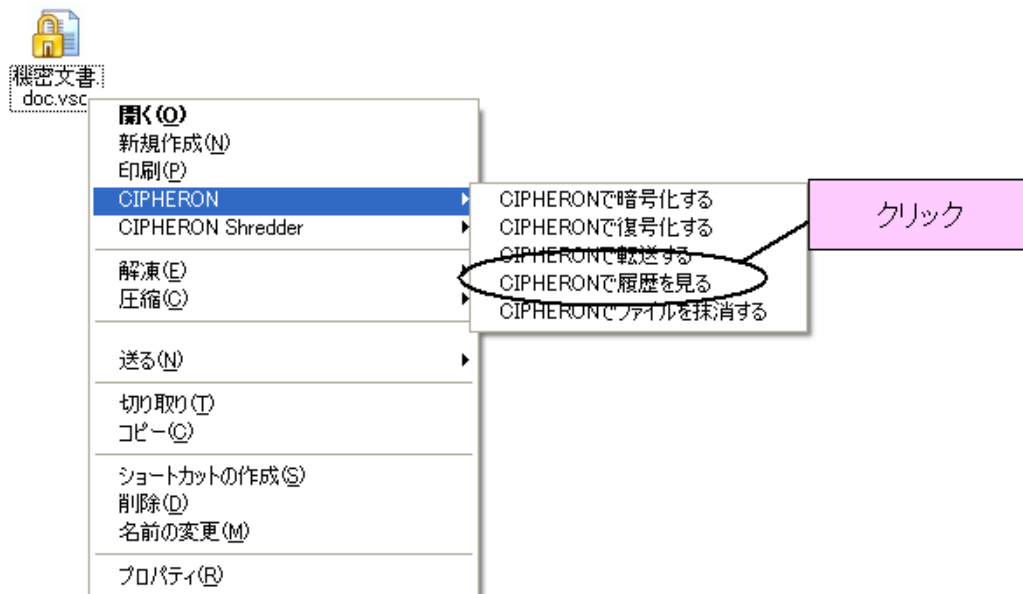 機密文書.
doc.vsc
開く(O)
新規作成(N)
印刷(P)
CIPHERON
CIPHERON Shredder
解凍(E)
圧縮(C)
送る(N)
切り取り(T)
コピー(C)
ショートカットの作成(S)
削除(D)
名前の変更(M)
プロパティ(R)
CIPHERONで暗号化する
CIPHERONで復号化する
CIPHERONで転送する
CIPHERONで履歴を見る
CIPHERONでファイルを抹消する
クリック